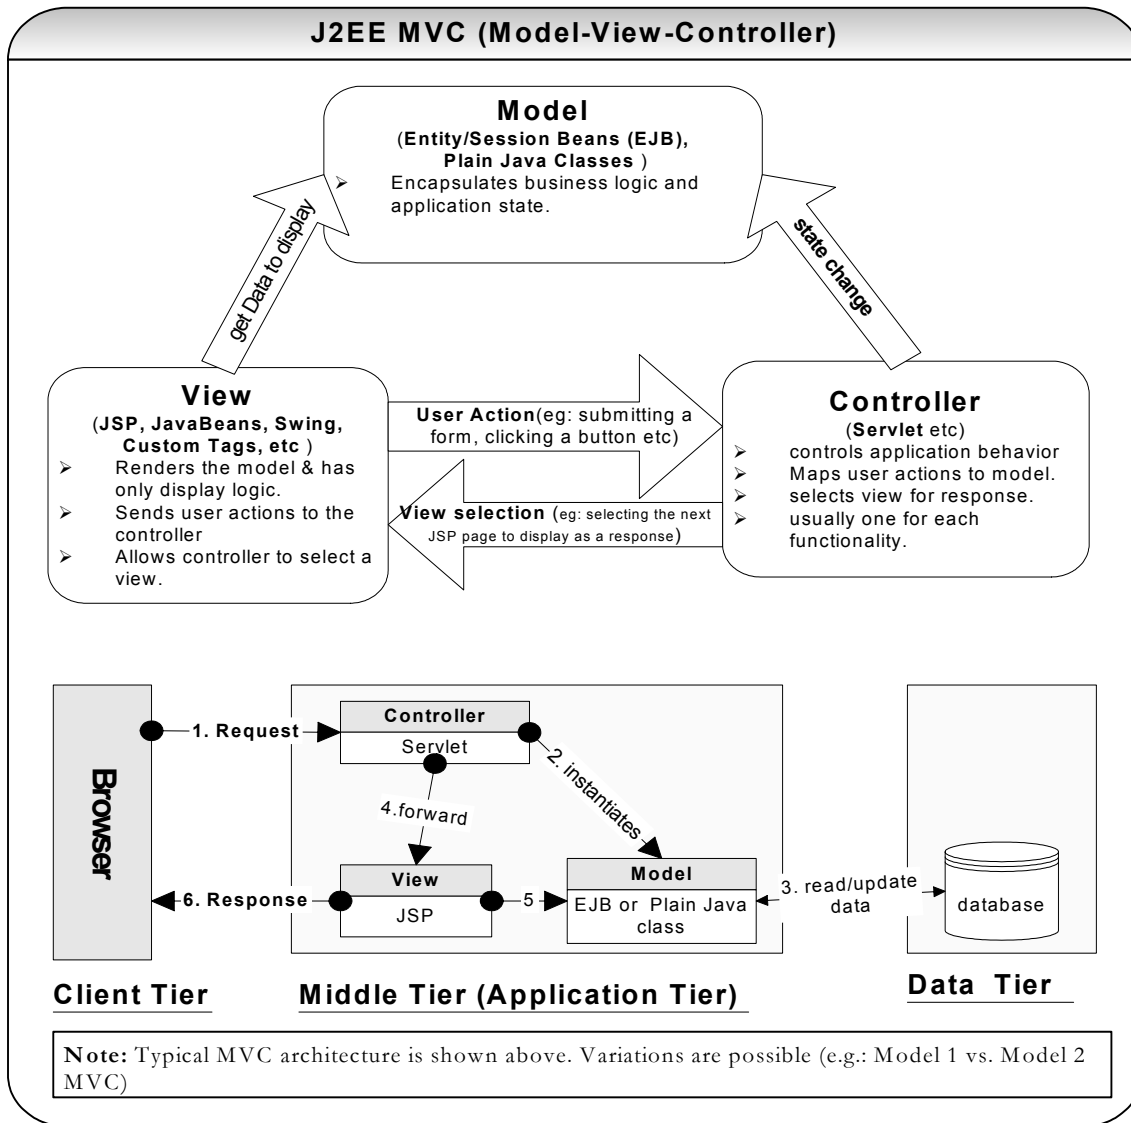 J2EE MVC (Model-View-Controller)
Model
(Entity/Session Beans (EJB),
Plain Java Classes )
➢ Encapsulates business logic and
application state.
get Data to display
state change
View
(JSP, JavaBeans, Swing,
Custom Tags, etc )
➢ Renders the model & has
only display logic.
➢ Sends user actions to the
controller
➢ Allows controller to select a
view.
User Action(eg: submitting a
form, clicking a button etc)
View selection (eg: selecting the next
JSP page to display as a response)
Controller
(Servlet etc)
➢ controls application behavior
➢ Maps user actions to model.
➢ selects view for response.
➢ usually one for each
functionality.
Browser
1. Request
Controller
Servlet
2. instantiates
4.forward
View
JSP
6. Response
5
Model
EJB or Plain Java
class
3. read/update
data
database
Client Tier
Middle Tier (Application Tier)
Data Tier
Note: Typical MVC architecture is shown above. Variations are possible (e.g.: Model 1 vs. Model 2
MVC)